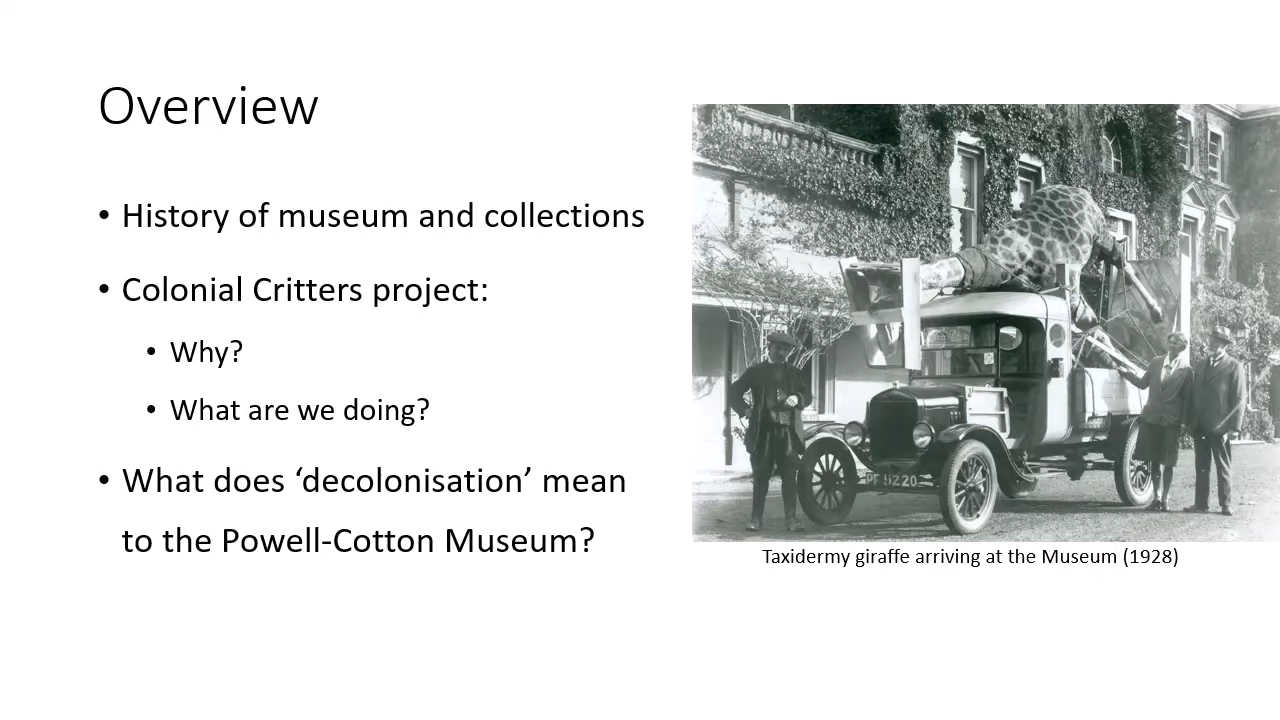 Overview
• History of museum and collections
• Colonial Critters project:
• Why?
• What are we doing?
• What does ‘decolonisation’ mean
to the Powell-Cotton Museum?
Taxidermy giraffe arriving at the Museum (1928)